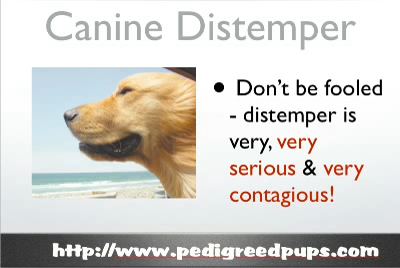 Canine Distemper
• Don't be fooled
- distemper is
very, very
serious & very
contagious!
http://www.pedigreedpups.com